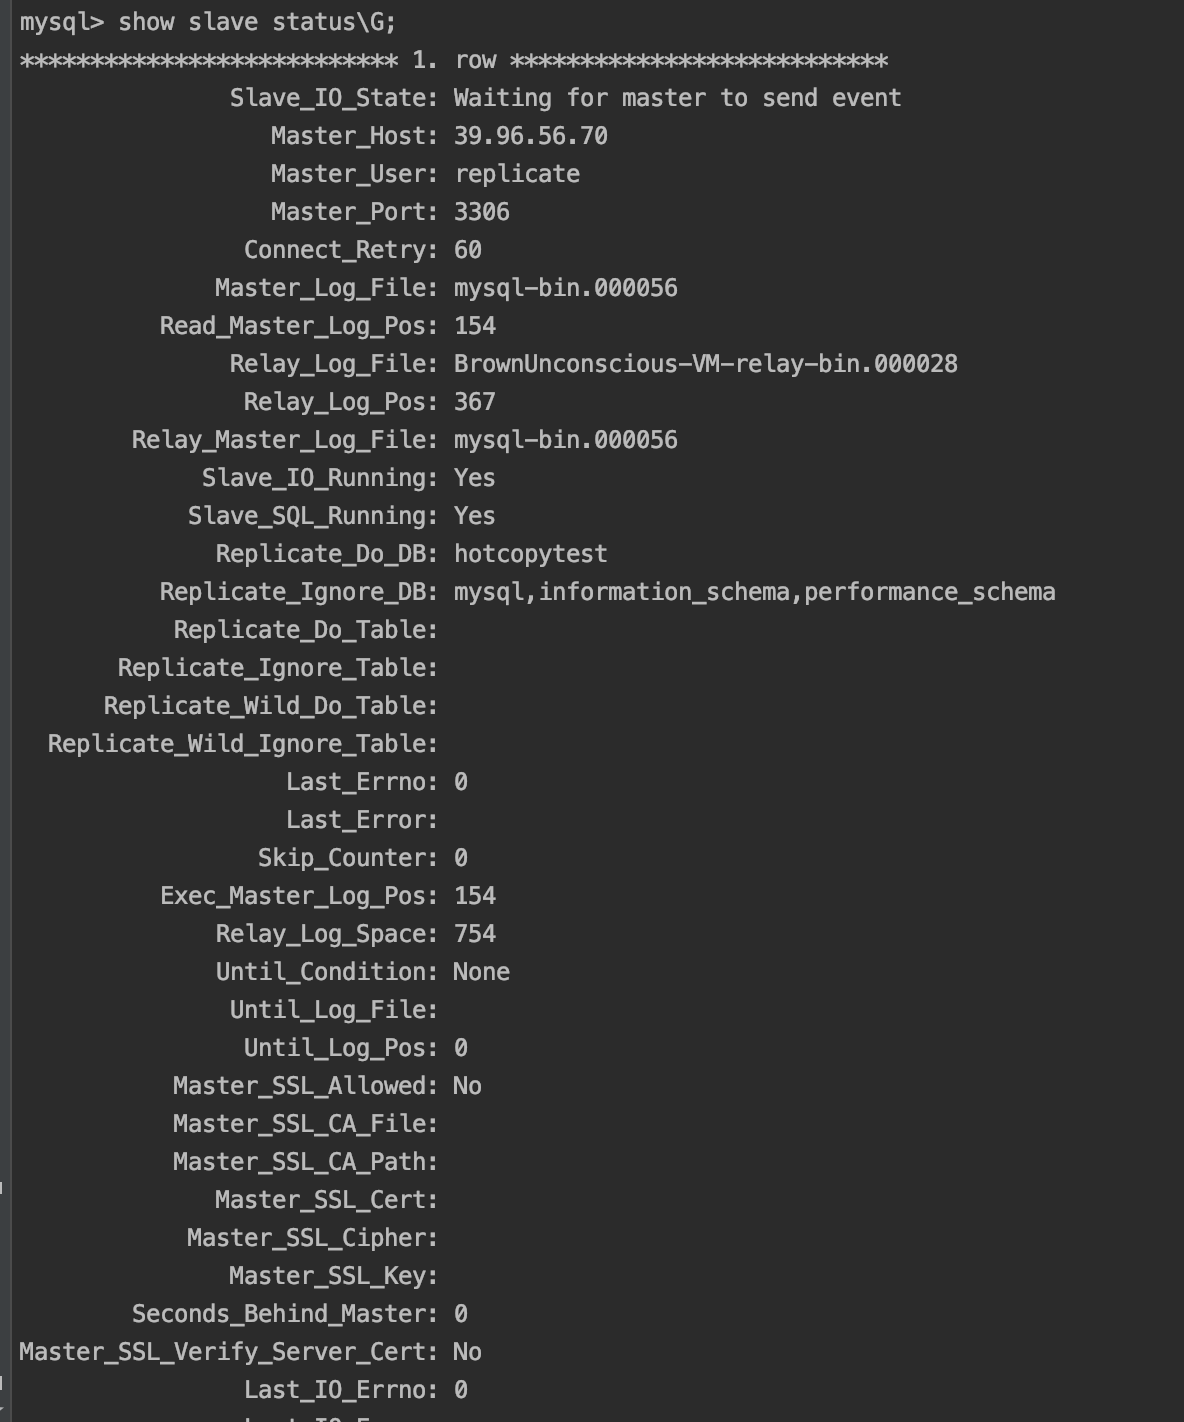 mysql> show slave status\G;
*************************** 1. row ***************************
Slave_IO_State: Waiting for master to send event
Master_Host: 39.96.56.70
Master_User: replicate
Master_Port: 3306
Connect_Retry: 60
Master_Log_File: mysql-bin.000056
Read_Master_Log_Pos: 154
Relay_Log_File: BrownUnconscious-VM-relay-bin.000028
Relay_Log_Pos: 367
Relay_Master_Log_File: mysql-bin.000056
Slave_IO_Running: Yes
Slave_SQL_Running: Yes
Replicate_Do_DB: hotcopytest
Replicate_Ignore_DB: mysql,information_schema,performance_schema
Replicate_Do_Table:
Replicate_Ignore_Table:
Replicate_Wild_Do_Table:
Replicate_Wild_Ignore_Table:
Last_Errno: 0
Last_Error:
Skip_Counter: 0
Exec_Master_Log_Pos: 154
Relay_Log_Space: 754
Until_Condition: None
Until_Log_File:
Until_Log_Pos: 0
Master_SSL_Allowed: No
Master_SSL_CA_File:
Master_SSL_CA_Path:
Master_SSL_Cert:
Master_SSL_Cipher:
Master_SSL_Key:
Seconds_Behind_Master: 0
Master_SSL_Verify_Server_Cert: No
Last_IO_Errno: 0